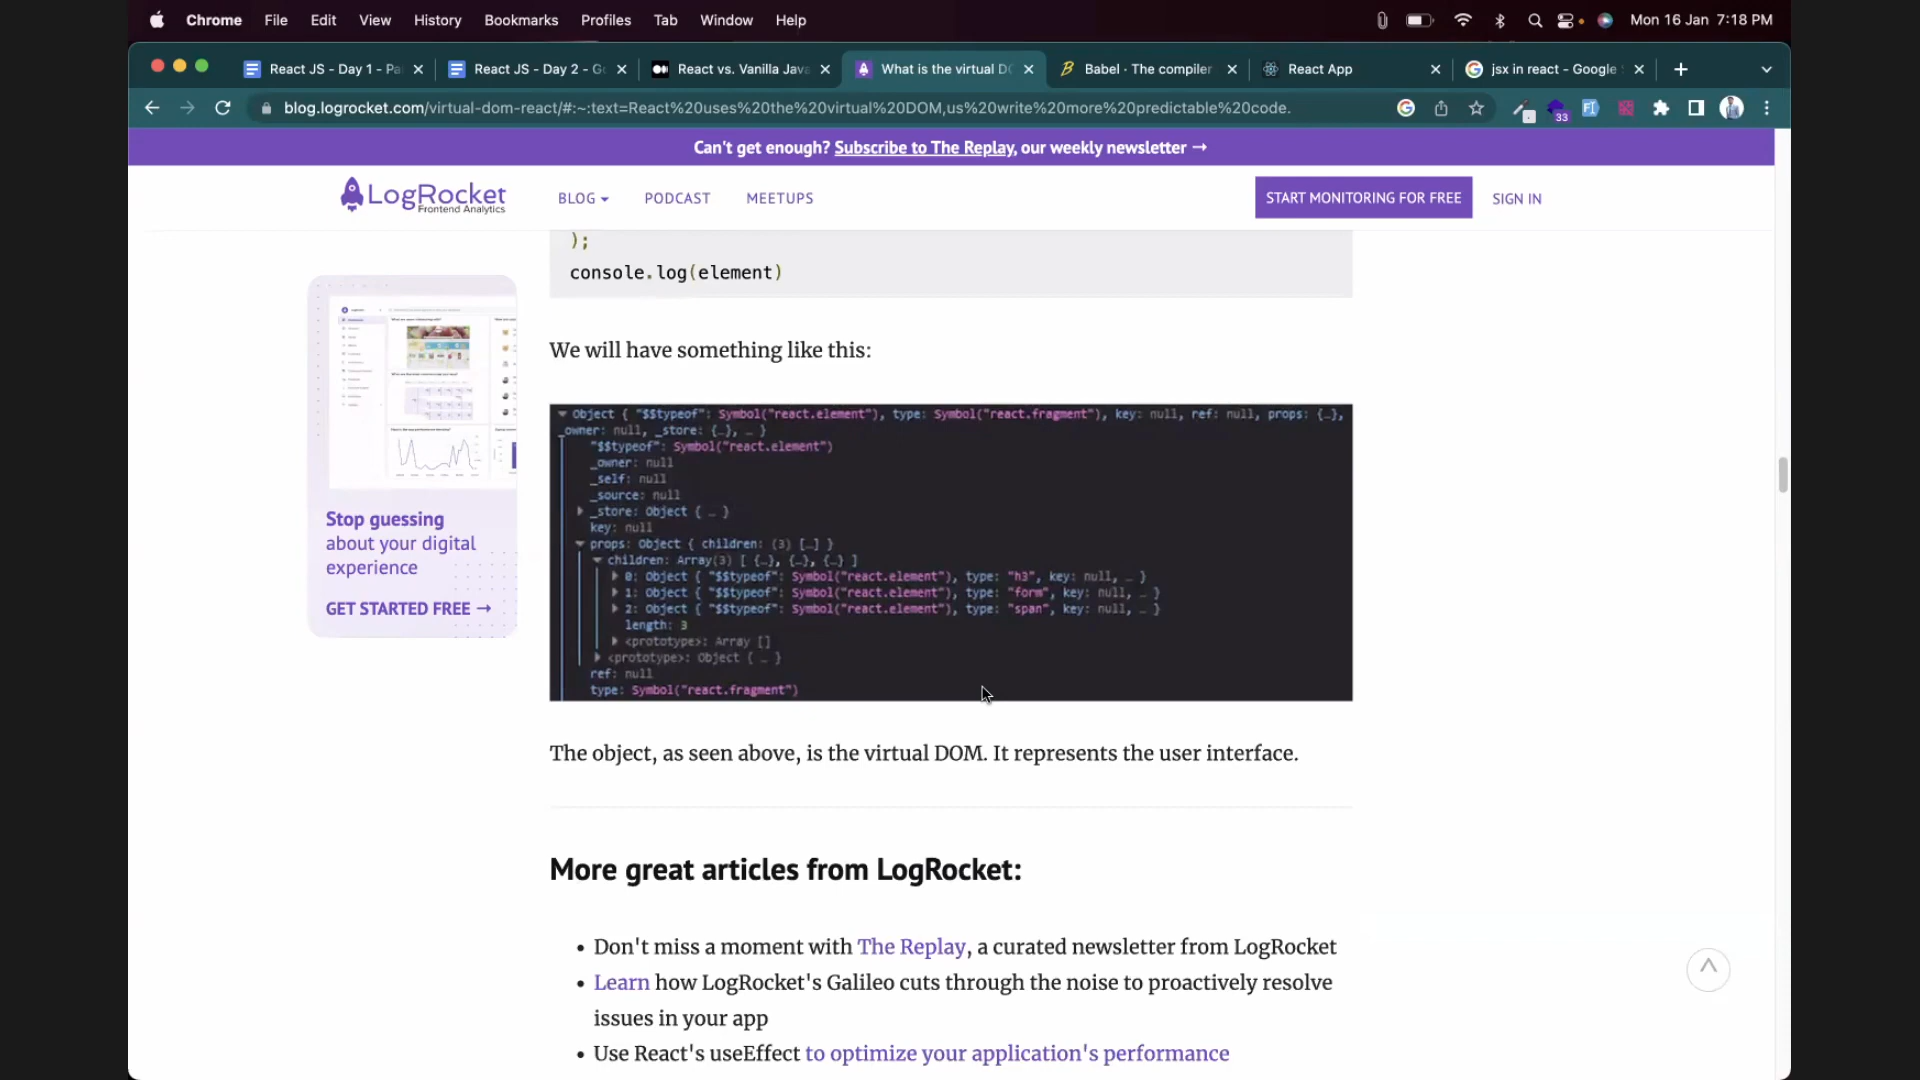 Chrome File Edit View History Bookmarks Profiles Tab Window Help Mon 16 Jan 7:18 PM
React JS - Day 1 - Pa React JS - Day 2 - Go React vs. Vanilla Java What is the virtual DO Babel · The compiler React App jsx in react - Google
blog.logrocket.com/virtual-dom-react/#:~:text=React%20uses%20the%20virtual%20DOM,us%20write%20more%20predictable%20code. 33
Can't get enough? Subscribe to The Replay, our weekly newsletter →
LogRocket
Frontend Analytics
BLOG PODCAST MEETUPS START MONITORING FOR FREE SIGN IN
);
console.log(element)
We will have something like this:
Object { "$$typeof": Symbol("react.element"), type: Symbol("react.fragment"), key: null, ref: null, props: {…},
_owner: null, _store: {…}, … }
"$$typeof": Symbol("react.element")
_owner: null
_self: null
_source: null
_store: Object { … }
key: null
props: Object { children: (3) […] }
children: Array(3) [ {…}, {…}, {…} ]
0: Object { "$$typeof": Symbol("react.element"), type: "h3", key: null, … }
1: Object { "$$typeof": Symbol("react.element"), type: "form", key: null, … }
2: Object { "$$typeof": Symbol("react.element"), type: "span", key: null, … }
length: 3
<prototype>: Array []
<prototype>: Object { … }
ref: null
type: Symbol("react.fragment")
Stop guessing
about your digital
experience
GET STARTED FREE →
The object, as seen above, is the virtual DOM. It represents the user interface.
More great articles from LogRocket:
• Don't miss a moment with The Replay, a curated newsletter from LogRocket
• Learn how LogRocket's Galileo cuts through the noise to proactively resolve
issues in your app
• Use React's useEffect to optimize your application's performance